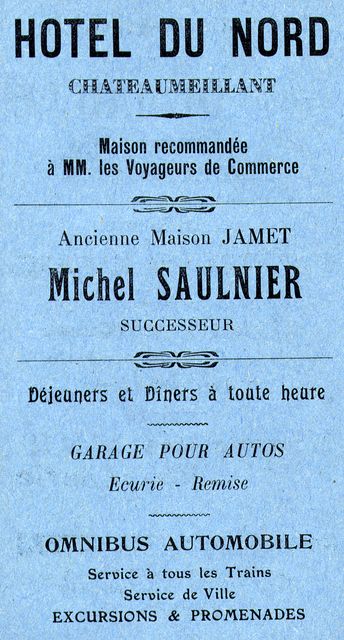 HOTEL DU NORD
CHATEAUMEILLANT
Maison recommandée
à MM. les Voyageurs de Commerce
Ancienne Maison JAMET
Michel SAULNIER
SUCCESSEUR
Déjeuners et Dîners à toute heure
GARAGE POUR AUTOS
Ecurie - Remise
OMNIBUS AUTOMOBILE
Service à tous les Trains
Service de Ville
EXCURSIONS & PROMENADES